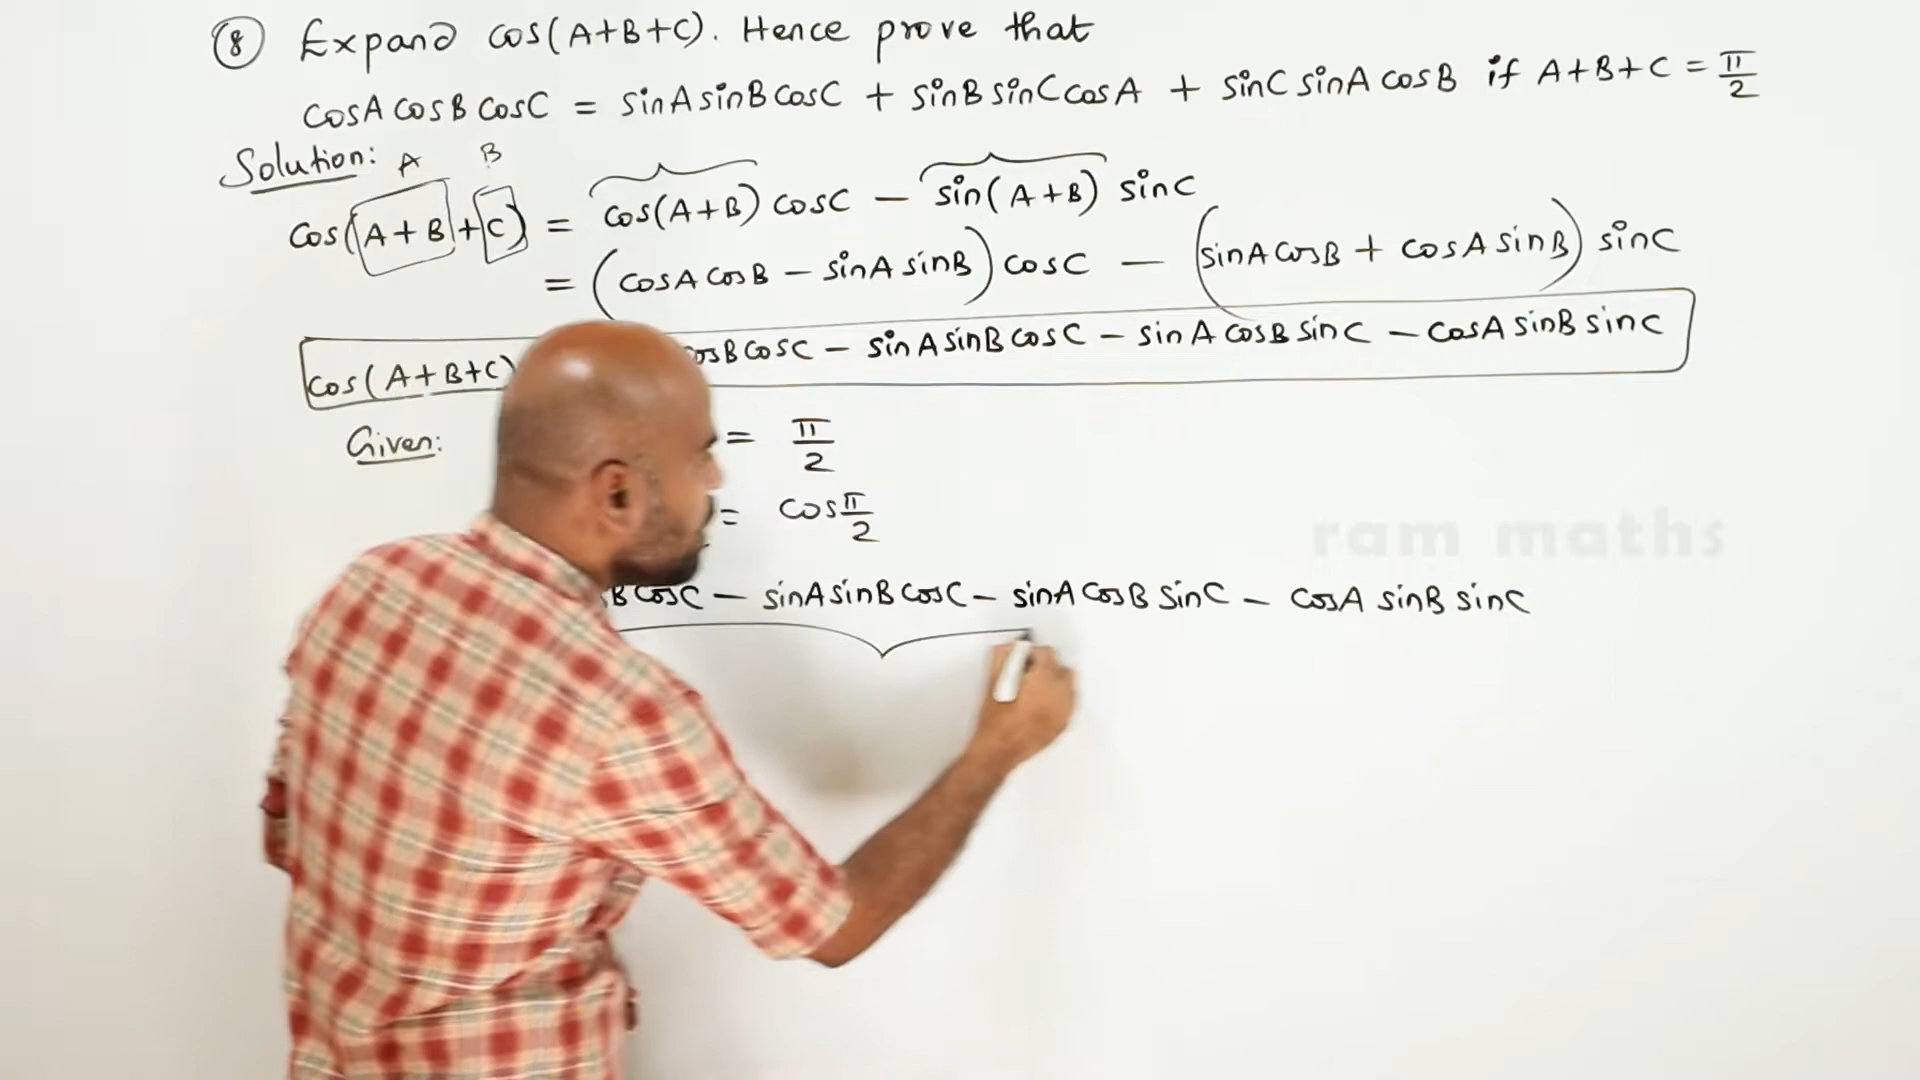 ⑧ Expand cos(A+B+C). Hence prove that
cosA cosB cosC = sinA sinB cosC + sinB sinC cosA + sinC sinA cosB if A+B+C = π/2
Solution: A B
cos(A+B+C) = cos(A+B) cosC − sin(A+B) sinC
= (cosA cosB − sinA sinB) cosC − (sinA cosB + cosA sinB) sinC
cos(A+B+C) osB cosC − sinA sinB cosC − sinA cosB sinC − cosA sinB sinC
Given: = π/2
= cos π/2
B cosC − sinA sinB cosC − sinA cosB sinC − cosA sinB sinC
ram maths